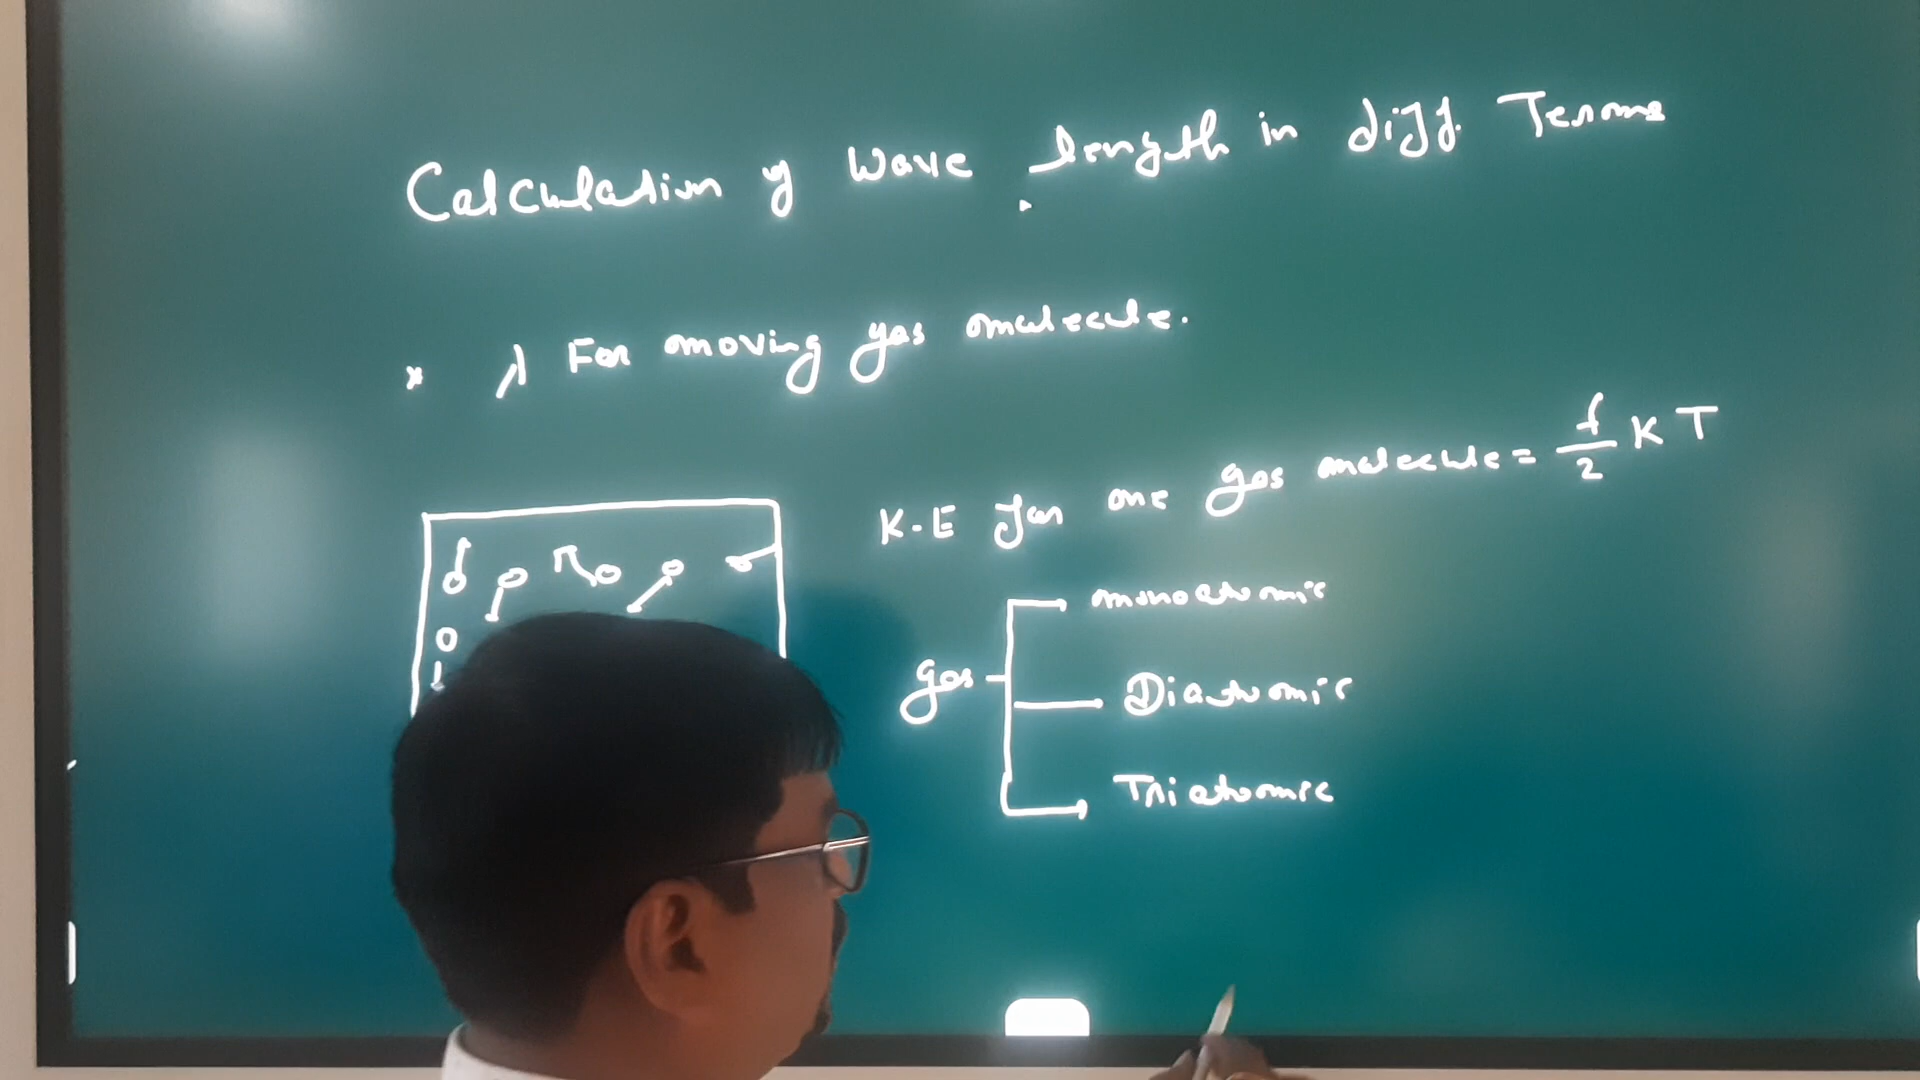 Calculation of Wave length in diff. Terms
* λ For moving gas molecule.
K.E for one gas molecule = f/2 KT
gas
monoatomic
Diatomic
Triatomic